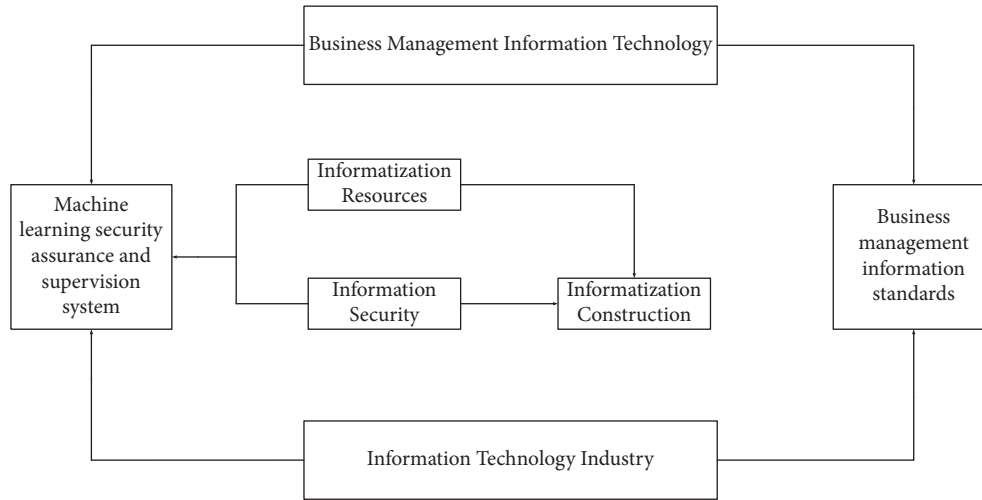 Business Management Information Technology
Informatization
Resources
Machine
learning security
assurance and
supervision
system
Business
management
information
standards
Information
Security
Informatization
Construction
Information Technology Industry